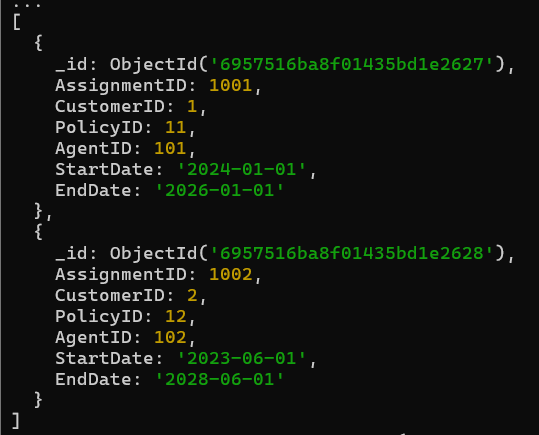 ...
[
  {
    _id: ObjectId('6957516ba8f01435bd1e2627'),
    AssignmentID: 1001,
    CustomerID: 1,
    PolicyID: 11,
    AgentID: 101,
    StartDate: '2024-01-01',
    EndDate: '2026-01-01'
  },
  {
    _id: ObjectId('6957516ba8f01435bd1e2628'),
    AssignmentID: 1002,
    CustomerID: 2,
    PolicyID: 12,
    AgentID: 102,
    StartDate: '2023-06-01',
    EndDate: '2028-06-01'
  }
]